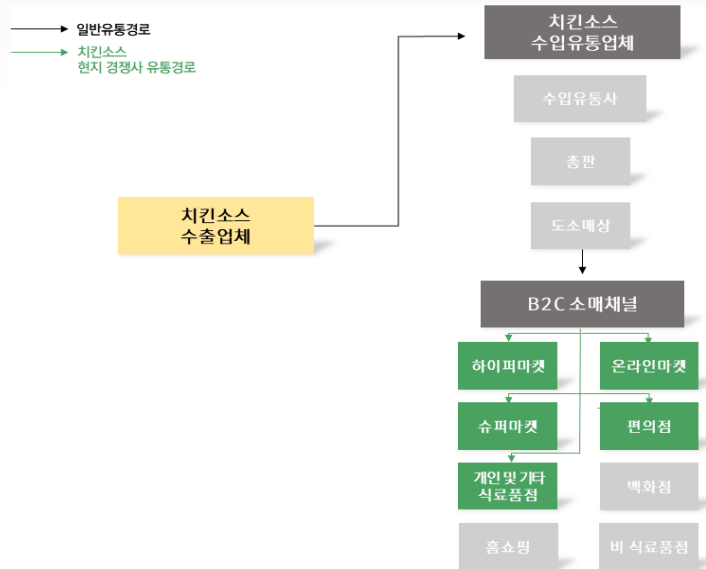 일반유통경로
치킨소스
현지 경쟁사 유통경로
치킨소스
수입유통업체
수입유통사
총판
치킨소스
수출업체
도소매상
B2C 소매채널
하이퍼마켓
온라인마켓
슈퍼마켓
편의점
개인 및 기타
식료품점
백화점
홈쇼핑
비 식료품점